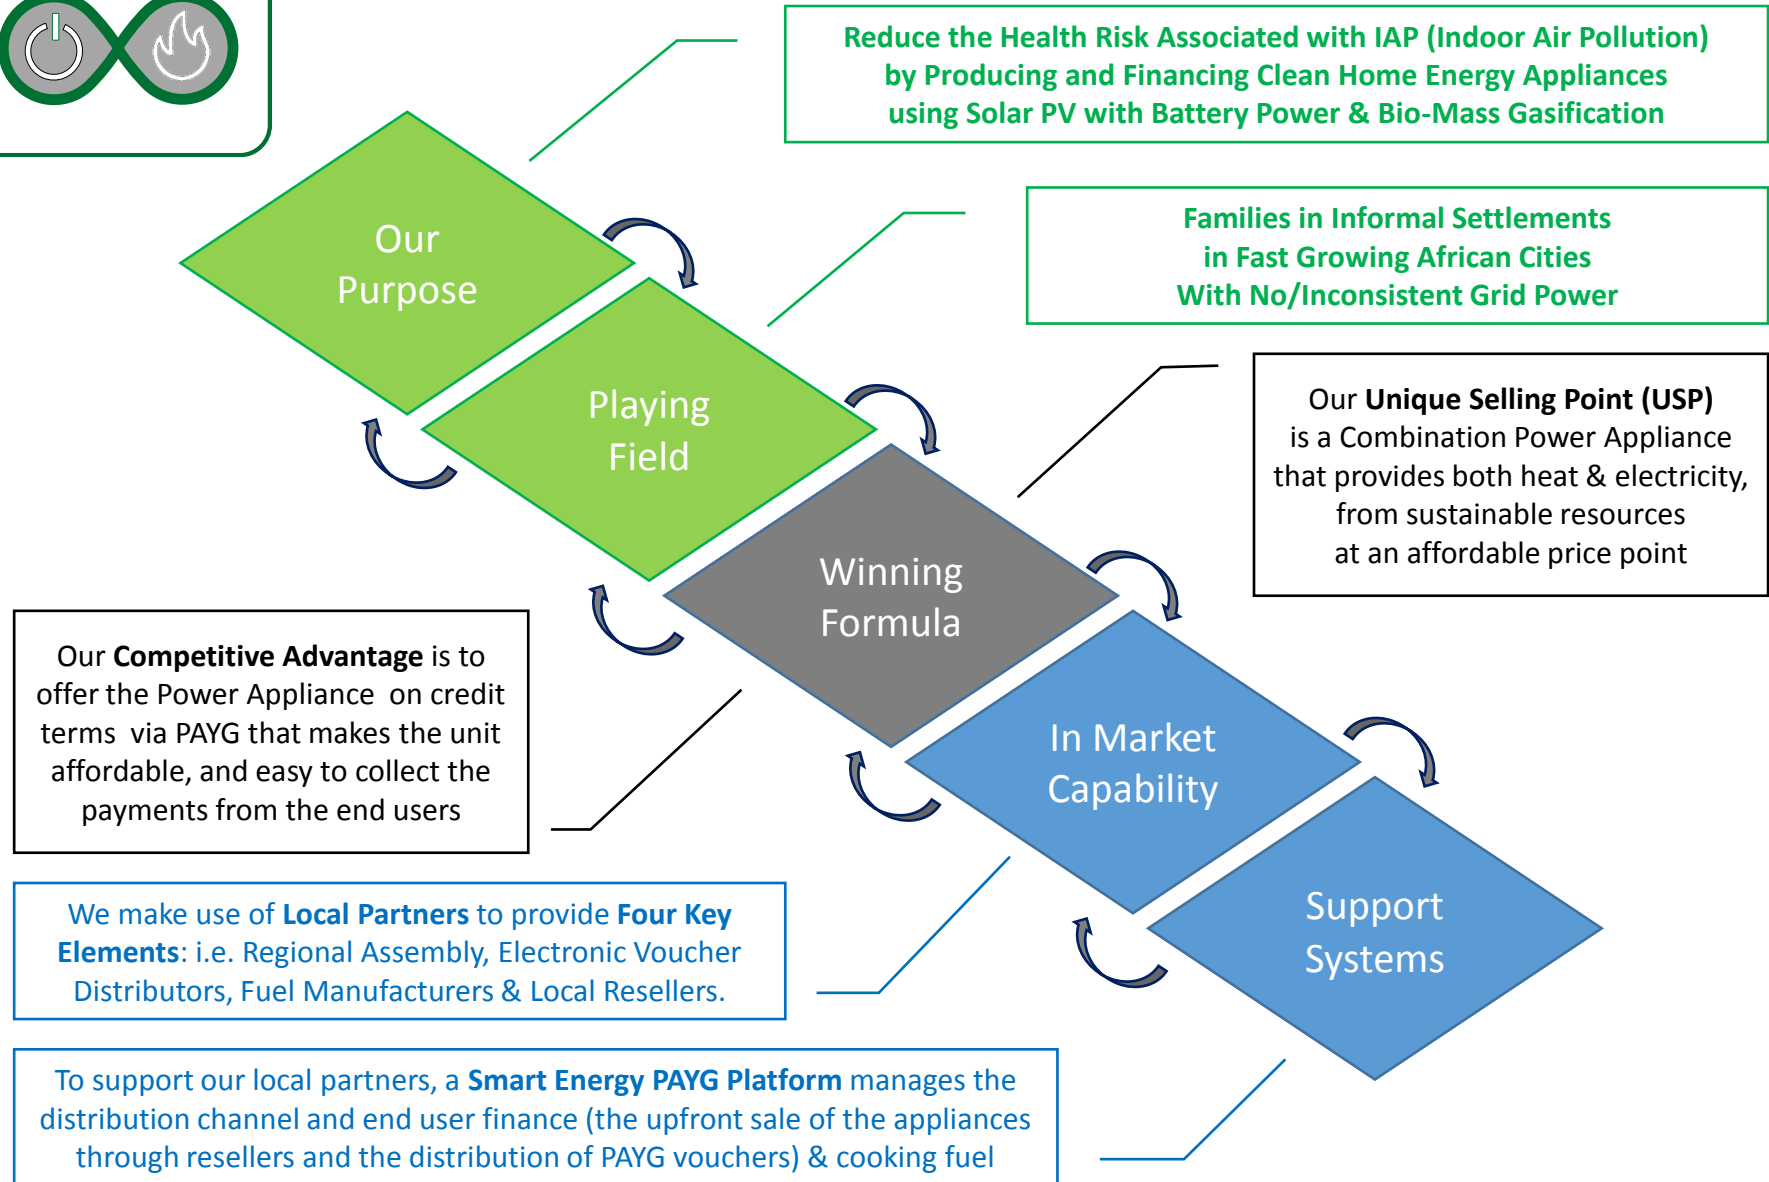 Reduce the Health Risk Associated with IAP (Indoor Air Pollution)
by Producing and Financing Clean Home Energy Appliances
using Solar PV with Battery Power & Bio-Mass Gasification
Our
Purpose
Families in Informal Settlements
in Fast Growing African Cities
With No/Inconsistent Grid Power
Playing
Field
Our Unique Selling Point (USP)
is a Combination Power Appliance
that provides both heat & electricity,
from sustainable resources
at an affordable price point
Winning
Formula
Our Competitive Advantage is to
offer the Power Appliance on credit
terms via PAYG that makes the unit
affordable, and easy to collect the
payments from the end users
In Market
Capability
We make use of Local Partners to provide Four Key
Elements: i.e. Regional Assembly, Electronic Voucher
Distributors, Fuel Manufacturers & Local Resellers.
Support
Systems
To support our local partners, a Smart Energy PAYG Platform manages the
distribution channel and end user finance (the upfront sale of the appliances
through resellers and the distribution of PAYG vouchers) & cooking fuel